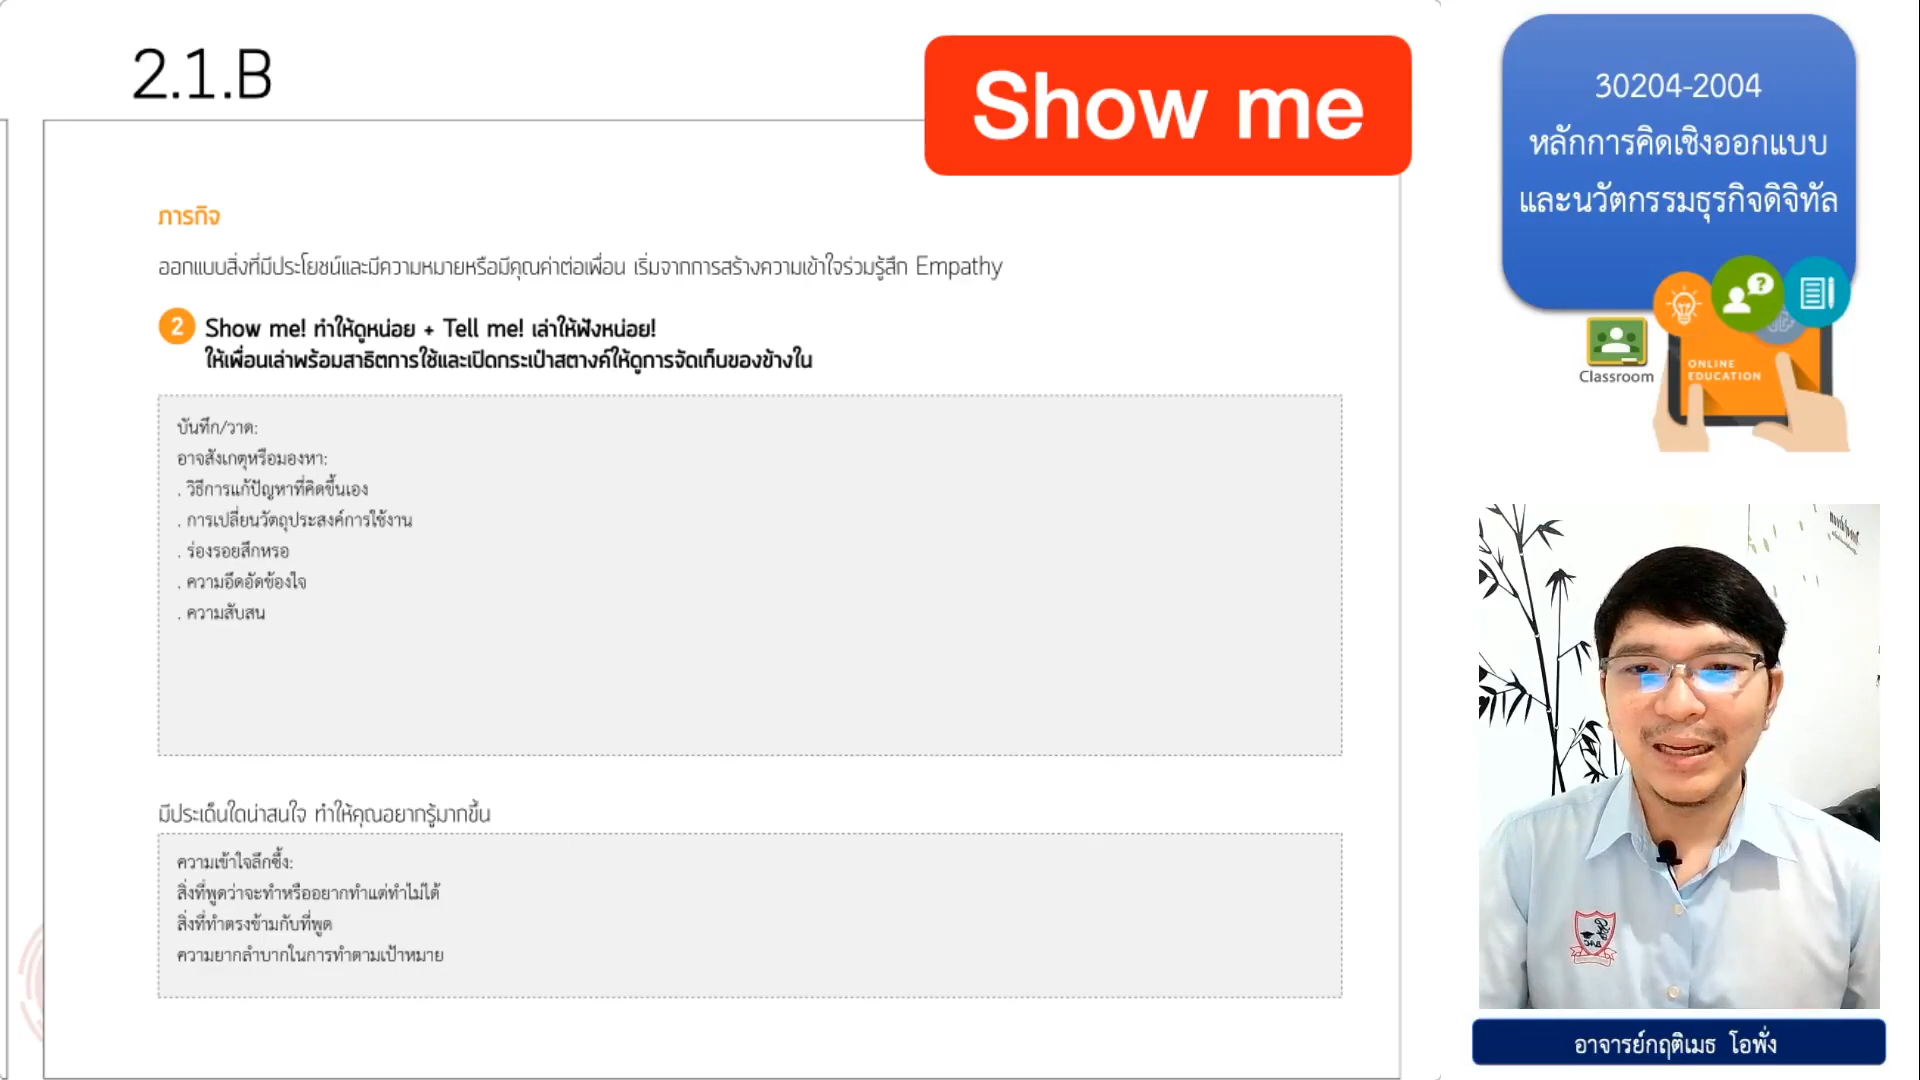 2.1.B
Show me
ภารกิจ
ออกแบบสิ่งที่มีประโยชน์และมีความหมายหรือมีคุณค่าต่อเพื่อน เริ่มจากการสร้างความเข้าใจร่วมรู้สึก Empathy
2 Show me! ทำให้ดูหน่อย + Tell me! เล่าให้ฟังหน่อย!
ให้เพื่อนเล่าพร้อมสาธิตการใช้และเปิดกระเป๋าสตางค์ให้ดูการจัดเก็บของข้างใน
บันทึก/วาด:
อาจสังเกตุหรือมองหา:
. วิธีการแก้ปัญหาที่คิดขึ้นเอง
. การเปลี่ยนวัตถุประสงค์การใช้งาน
. ร่องรอยสึกหรอ
. ความอึดอัดข้องใจ
. ความสับสน
มีประเด็นใดน่าสนใจ ทำให้คุณอยากรู้มากขึ้น
ความเข้าใจลึกซึ้ง:
สิ่งที่พูดว่าจะทำหรืออยากทำแต่ทำไม่ได้
สิ่งที่ทำตรงข้ามกับที่พูด
ความยากลำบากในการทำตามเป้าหมาย
30204-2004
หลักการคิดเชิงออกแบบ
และนวัตกรรมธุรกิจดิจิทัล
?
Classroom
ONLINE
EDUCATION
อาจารย์กฤติเมธ โอพั่ง